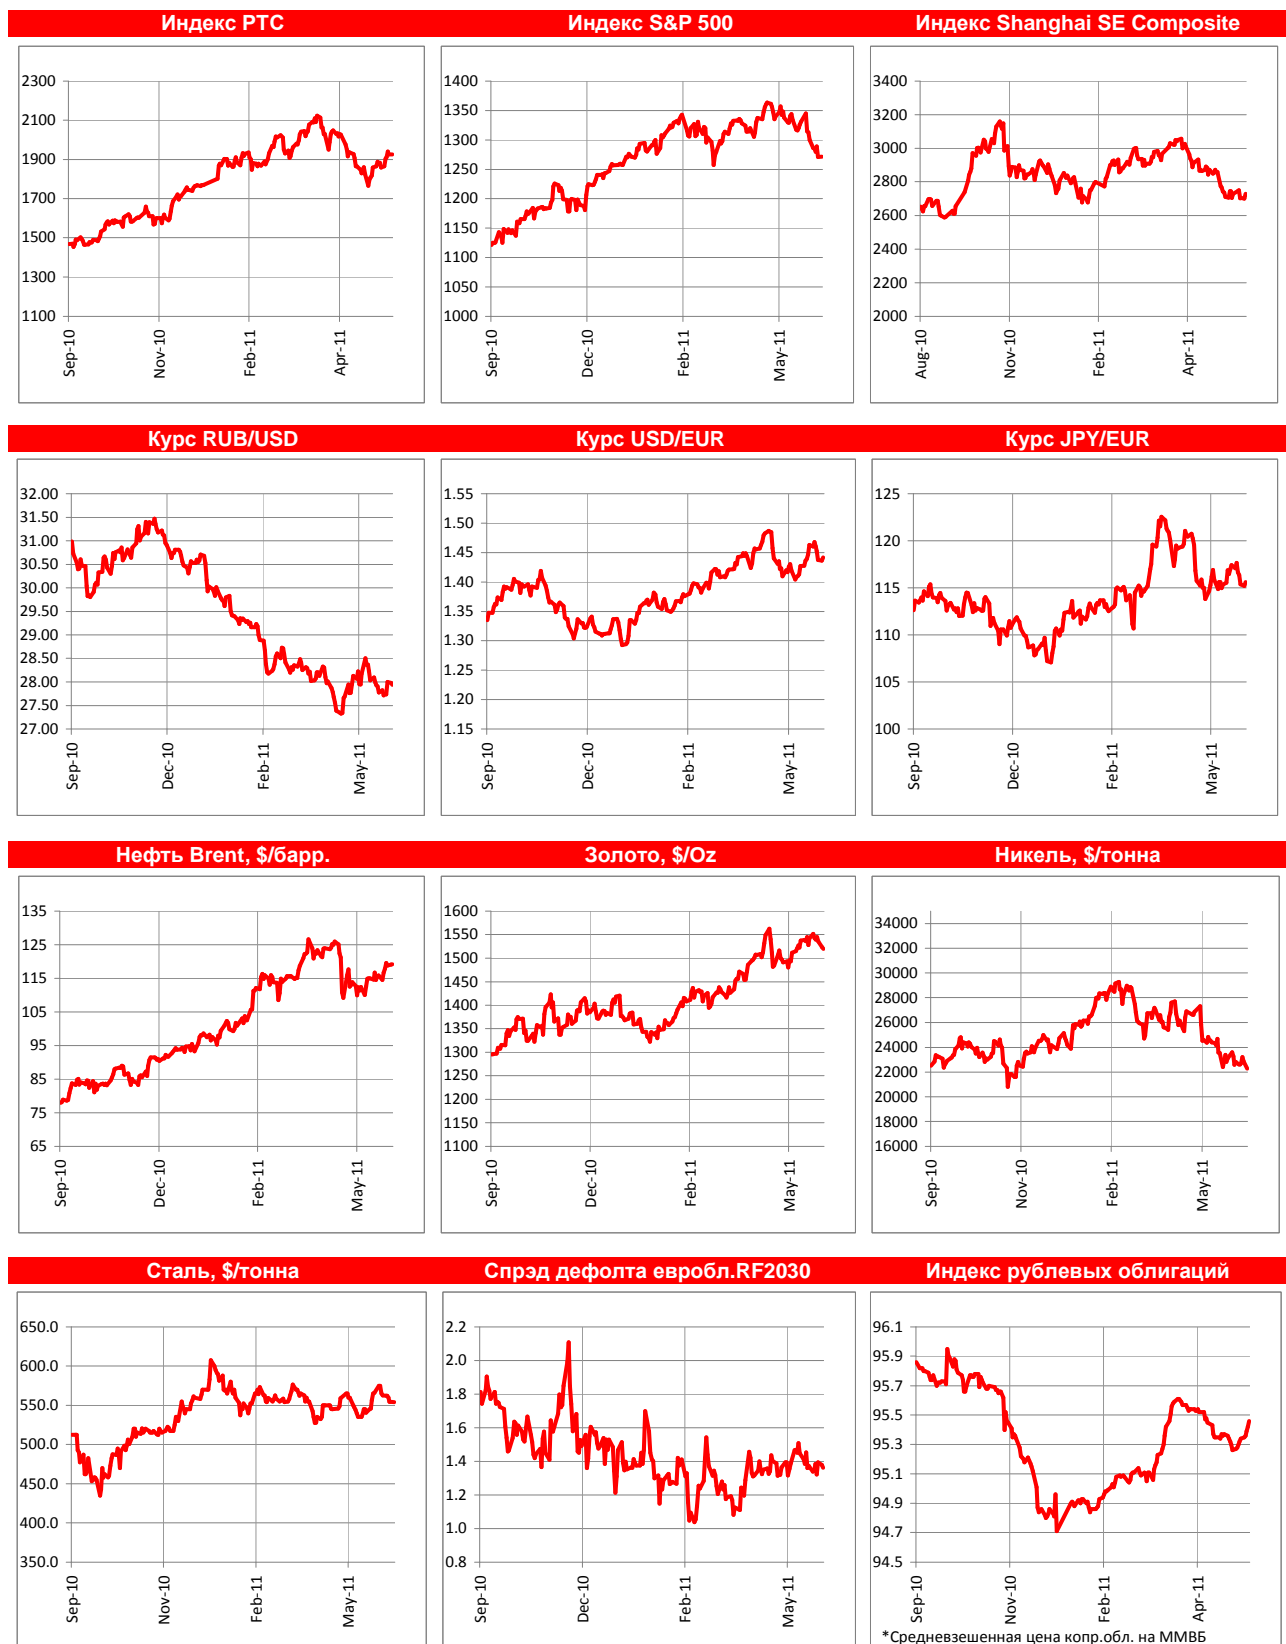 Индекс РТС
Индекс S&P 500
Индекс Shanghai SE Composite
2300
2100
1900
1700
1500
1300
1100
Sep-10
Nov-10
Feb-11
Apr-11
1400
1350
1300
1250
1200
1150
1100
1050
1000
Sep-10
Dec-10
Feb-11
May-11
3400
3200
3000
2800
2600
2400
2200
2000
Aug-10
Nov-10
Feb-11
Apr-11
Курс RUB/USD
Курс USD/EUR
Курс JPY/EUR
32.00
31.50
31.00
30.50
30.00
29.50
29.00
28.50
28.00
27.50
27.00
Sep-10
Dec-10
Feb-11
May-11
1.55
1.50
1.45
1.40
1.35
1.30
1.25
1.20
1.15
Sep-10
Dec-10
Feb-11
May-11
125
120
115
110
105
100
Sep-10
Dec-10
Feb-11
May-11
Нефть Brent, $/барр.
Золото, $/Oz
Никель, $/тонна
135
125
115
105
95
85
75
65
Sep-10
Dec-10
Feb-11
May-11
1600
1550
1500
1450
1400
1350
1300
1250
1200
1150
1100
Sep-10
Dec-10
Feb-11
May-11
34000
32000
30000
28000
26000
24000
22000
20000
18000
16000
Sep-10
Nov-10
Feb-11
May-11
Сталь, $/тонна
Спрэд дефолта евробл.RF2030
Индекс рублевых облигаций
650.0
600.0
550.0
500.0
450.0
400.0
350.0
Sep-10
Nov-10
Feb-11
May-11
2.2
2.0
1.8
1.6
1.4
1.2
1.0
0.8
Sep-10
Dec-10
Feb-11
May-11
96.1
95.9
95.7
95.5
95.3
95.1
94.9
94.7
94.5
Sep-10
Nov-10
Feb-11
Apr-11
*Средневзешенная цена копр.обл. на ММВБ